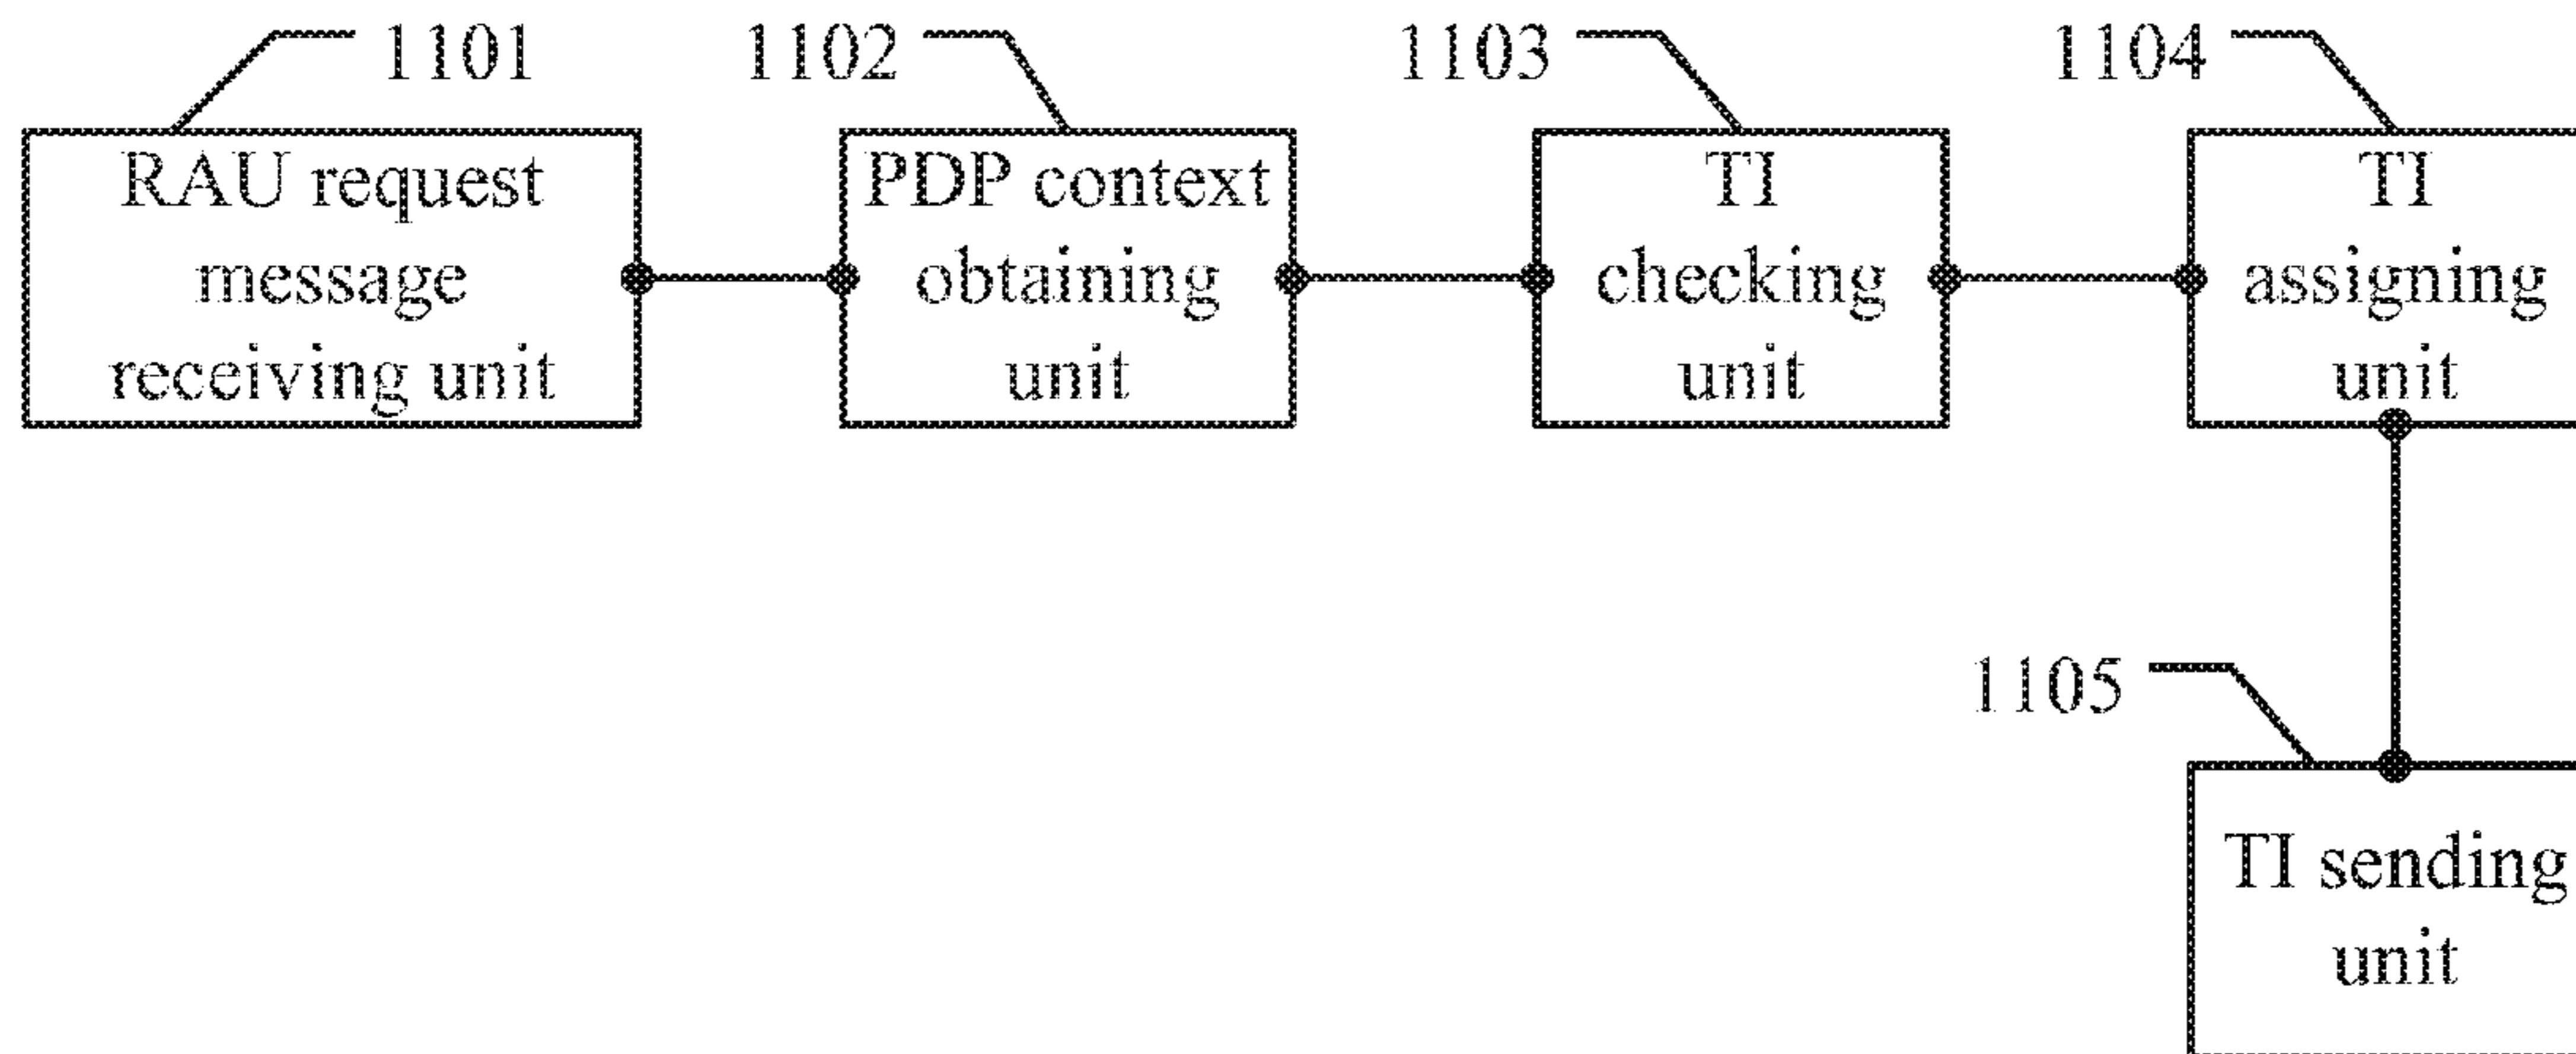 1101
1102
1103
1104
RAU request
message
receiving unit
PDP context
obtaining
unit
TI
checking
unit
TI
assigning
unit
1105
TI sending
unit